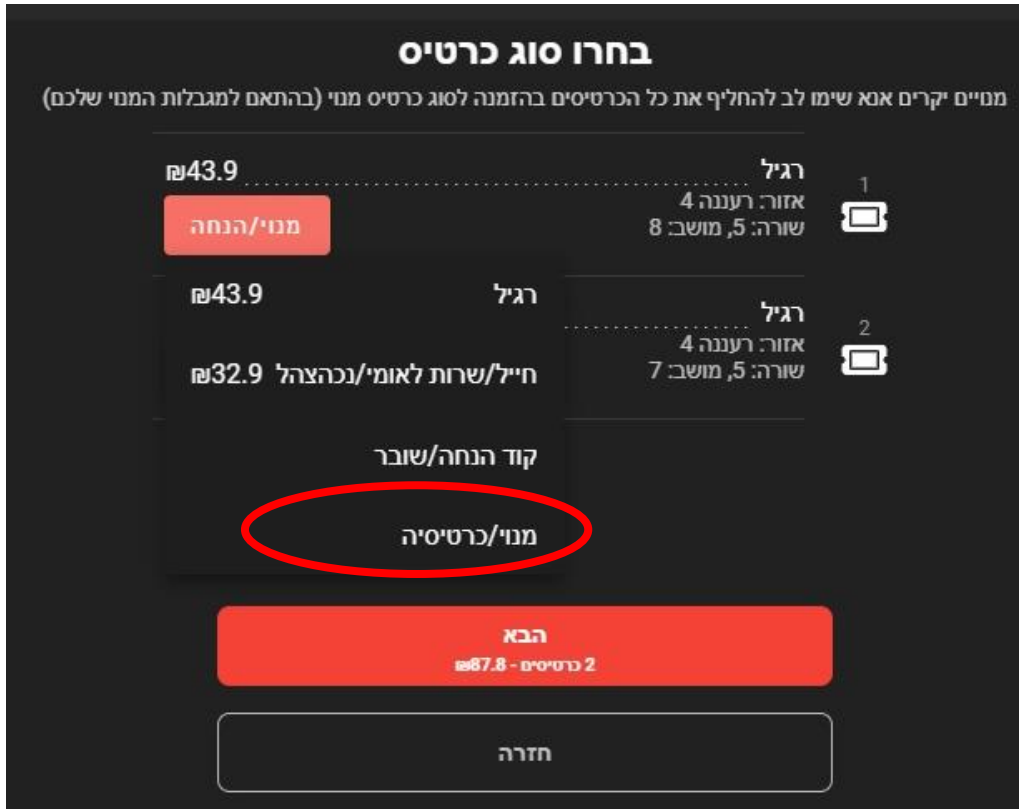 בחרו סוג כרטיס
מנויים יקרים אנא שימו לב להחליף את כל הכרטיסים בהזמנה לסוג כרטיס מנוי (בהתאם למגבלות המנוי שלכם)
1
רגיל ₪43.9
אזור: רעננה 4
שורה: 5, מושב: 8
מנוי/הנחה
רגיל ₪43.9
חייל/שרות לאומי/נכהצהל ₪32.9
קוד הנחה/שובר
מנוי/כרטיסיה
2
רגיל
אזור: רעננה 4
שורה: 5, מושב: 7
הבא
2 כרטיסים - ₪87.8
חזרה